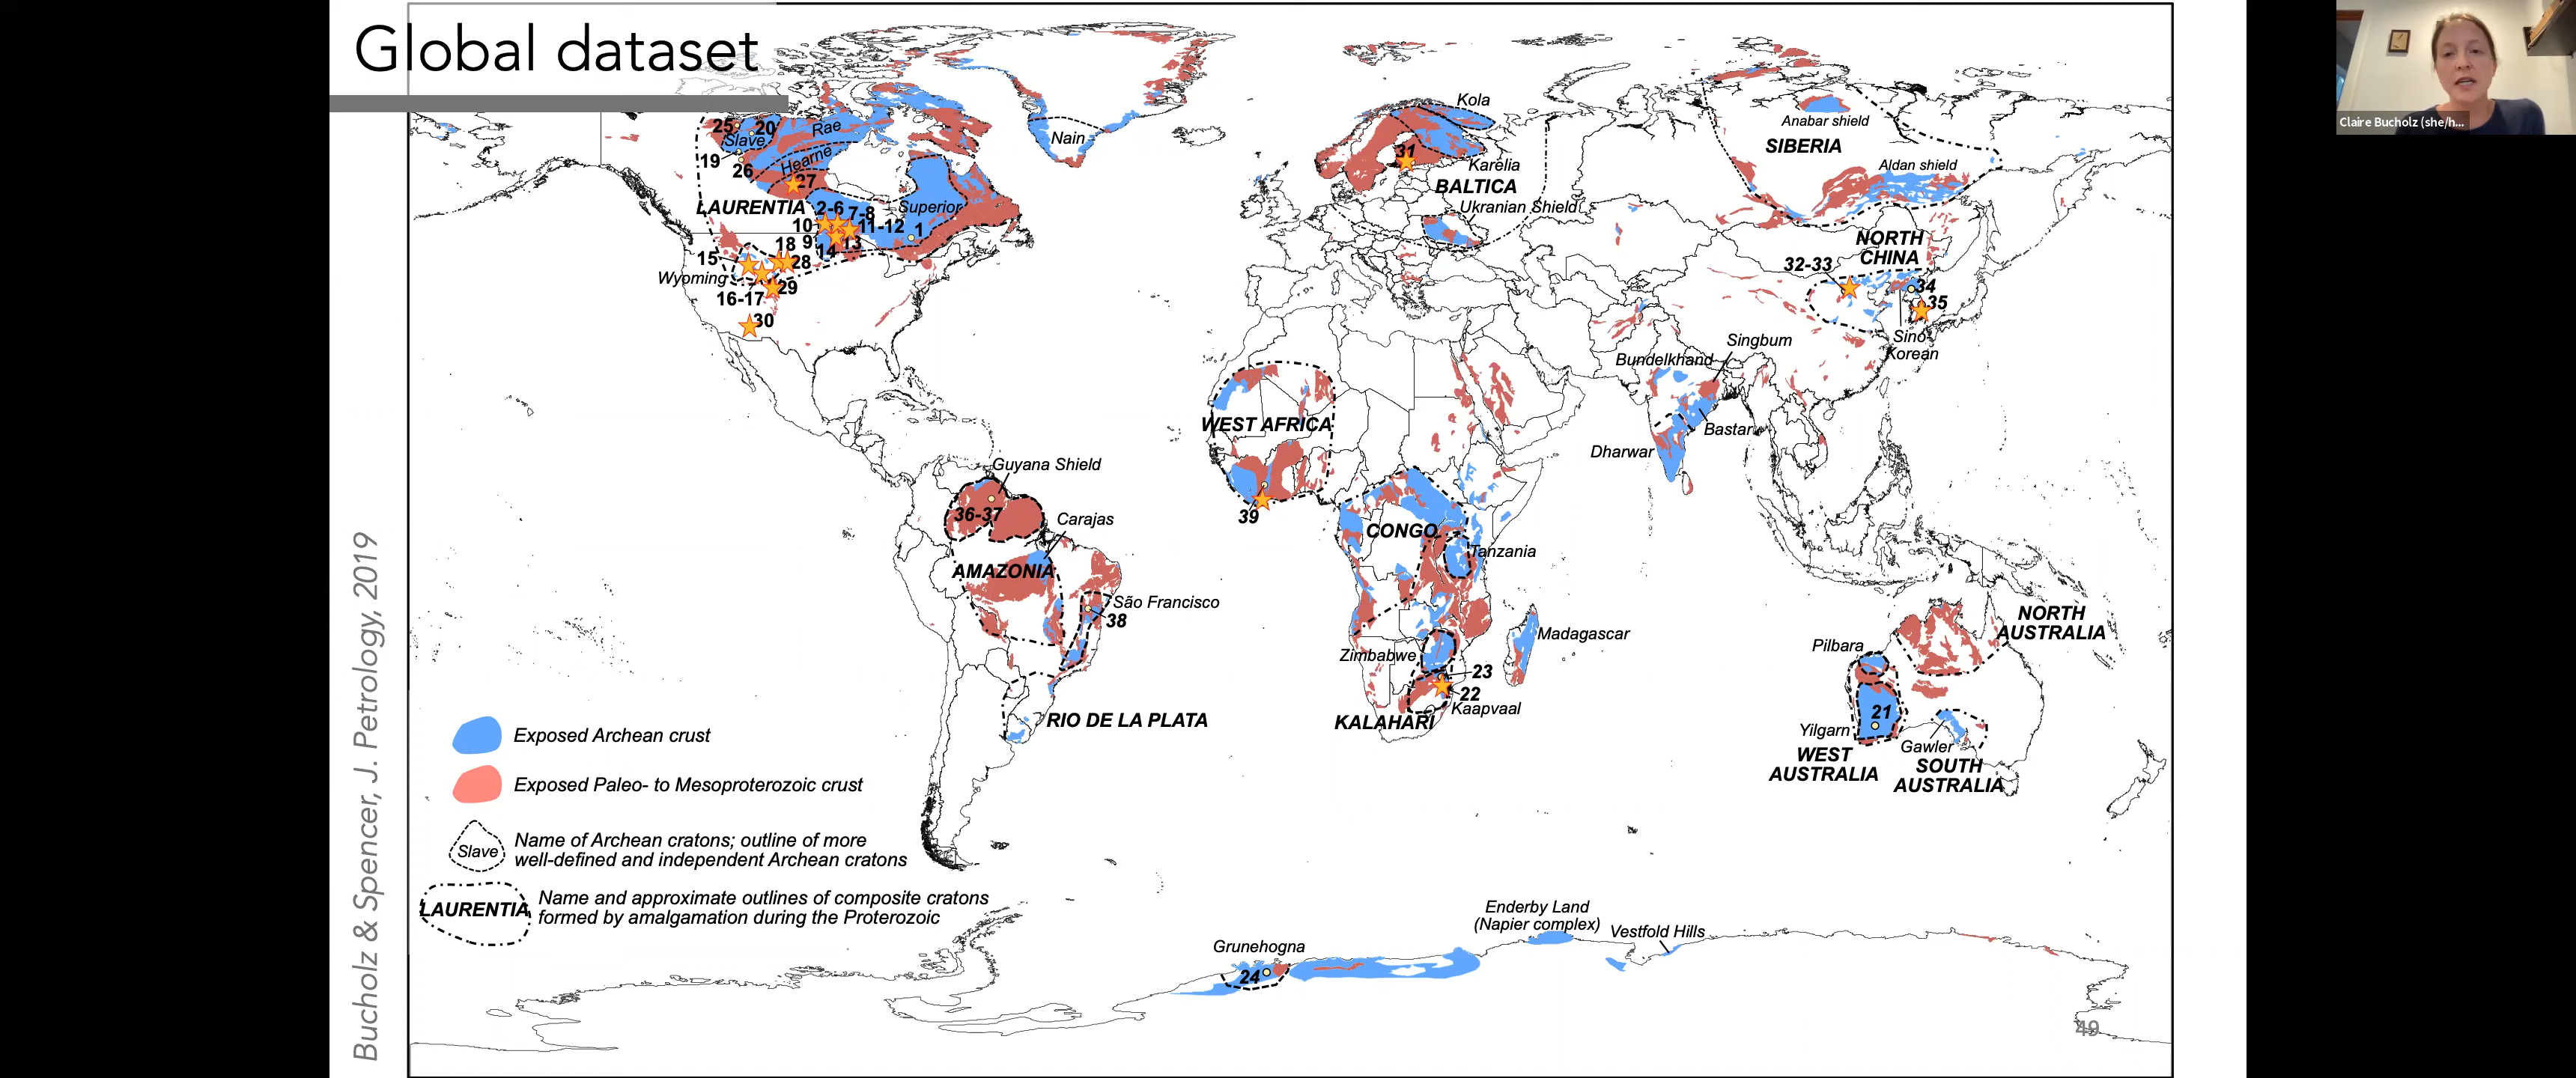 Global dataset
Claire Bucholz (she/h...
Bucholz & Spencer, J. Petrology, 2019
25
20
Slave
Rae
19
Hearne
26
27
LAURENTIA
2-6
7-8
Superior
10
11-12
1
9
13
14
18
15
28
Wyoming
29
16-17
30
Nain
Kola
31
Karelia
BALTICA
Ukranian Shield
Anabar shield
SIBERIA
Aldan shield
NORTH
CHINA
32-33
34
35
Sino-
Korean
Singbum
Bundelkhand
Bastar
Dharwar
WEST AFRICA
39
Guyana Shield
36-37
Carajas
AMAZONIA
São Francisco
38
RIO DE LA PLATA
CONGO
Tanzania
Madagascar
Zimbabwe
23
22
Kaapvaal
KALAHARI
NORTH
AUSTRALIA
Pilbara
21
Yilgarn
WEST
AUSTRALIA
Gawler
SOUTH
AUSTRALIA
Exposed Archean crust
Exposed Paleo- to Mesoproterozoic crust
Slave
Name of Archean cratons; outline of more
well-defined and independent Archean cratons
LAURENTIA
Name and approximate outlines of composite cratons
formed by amalgamation during the Proterozoic
Enderby Land
(Napier complex)
Vestfold Hills
Grunehogna
24
49